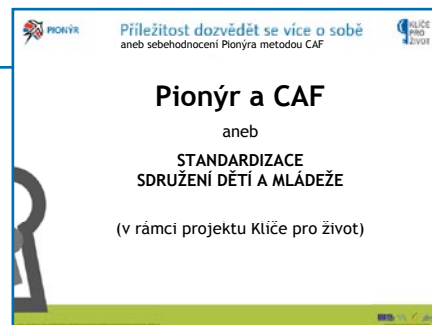 PIONÝR
Příležitost dozvědět se více o sobě
aneb sebehodnocení Pionýra metodou CAF
KLÍČE
PRO
ŽIVOT
Pionýr a CAF
aneb
STANDARDIZACE
SDRUŽENÍ DĚTÍ A MLÁDEŽE
(v rámci projektu Klíče pro život)